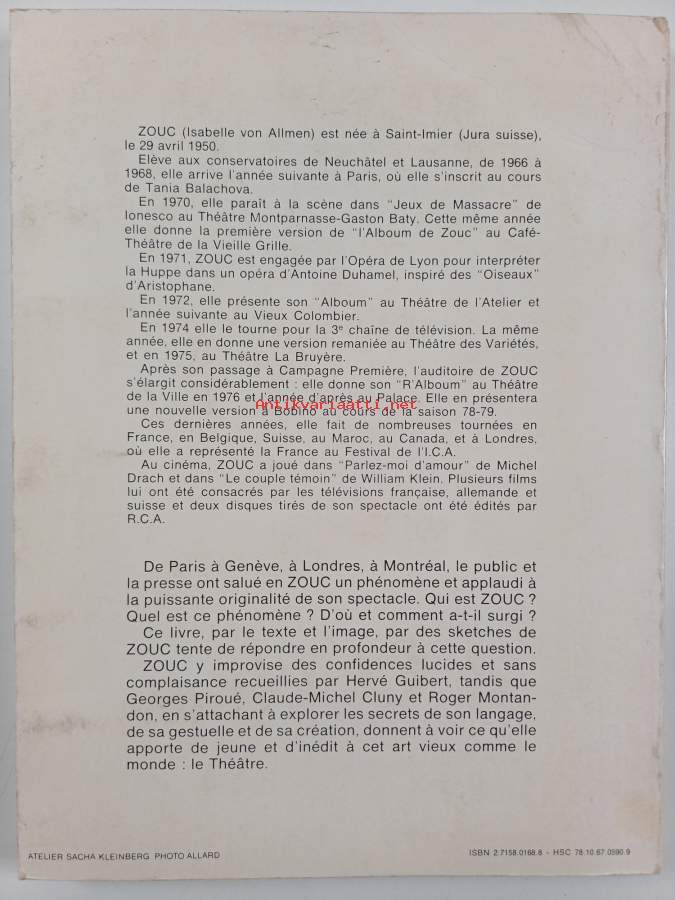 ZOUC (Isabelle von Allmen) est née à Saint-Imier (Jura suisse),
le 29 avril 1950.
Elève aux conservatoires de Neuchâtel et Lausanne, de 1966 à
1968, elle arrive l'année suivante à Paris, où elle s'inscrit au cours
de Tania Balachova.
En 1970, elle paraît à la scène dans "Jeux de Massacre" de
Ionesco au Théâtre Montparnasse-Gaston Baty. Cette même année
elle donne la première version de "l'Alboum de Zouc" au Café-
Théâtre de la Vieille Grille.
En 1971, ZOUC est engagée par l'Opéra de Lyon pour interpréter
la Huppe dans un opéra d'Antoine Duhamel, inspiré des "Oiseaux"
d'Aristophane.
En 1972, elle présente son "Alboum" au Théâtre de l'Atelier et
l'année suivante au Vieux Colombier.
En 1974 elle le tourne pour la 3e chaîne de télévision. La même
année, elle en donne une version remaniée au Théâtre des Variétés,
et en 1975, au Théâtre La Bruyère.
Après son passage à Campagne Première, l'auditoire de ZOUC
s'élargit considérablement : elle donne son "R'Alboum" au Théâtre
de la Ville en 1976 et l'année d'après au Palace. Elle en présentera
Antikvariaatti.net
une nouvelle version à Bobino au cours de la saison 78-79.
Ces dernières années, elle fait de nombreuses tournées en
France, en Belgique, Suisse, au Maroc, au Canada, et à Londres,
où elle a représenté la France au Festival de l'I.C.A.
Au cinéma, ZOUC a joué dans "Parlez-moi d'amour" de Michel
Drach et dans "Le couple témoin" de William Klein. Plusieurs films
lui ont été consacrés par les télévisions française, allemande et
suisse et deux disques tirés de son spectacle ont été édités par
R.C.A.
De Paris à Genève, à Londres, à Montréal, le public et
la presse ont salué en ZOUC un phénomène et applaudi à
la puissante originalité de son spectacle. Qui est ZOUC ?
Quel est ce phénomène ? D'où et comment a-t-il surgi ?
Ce livre, par le texte et l'image, par des sketches de
ZOUC tente de répondre en profondeur à cette question.
ZOUC y improvise des confidences lucides et sans
complaisance recueillies par Hervé Guibert, tandis que
Georges Piroué, Claude-Michel Cluny et Roger Montan-
don, en s'attachant à explorer les secrets de son langage,
de sa gestuelle et de sa création, donnent à voir ce qu'elle
apporte de jeune et d'inédit à cet art vieux comme le
monde : le Théâtre.
ATELIER SACHA KLEINBERG PHOTO ALLARD
ISBN 2.7158.0168.8 - HSC 78.10.67.0590.9